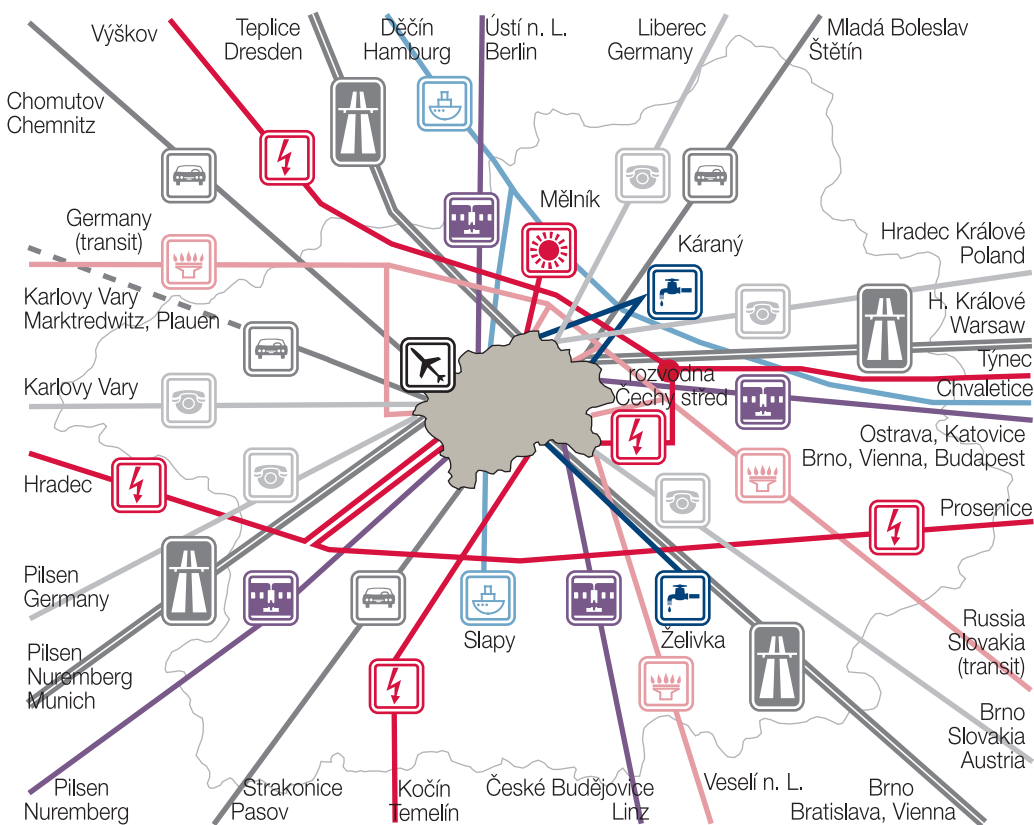 Výškov
Teplice
Dresden
Děčín
Hamburg
Ústí n. L.
Berlin
Liberec
Germany
Mladá Boleslav
Štětín
Chomutov
Chemnitz
Mělník
Germany
(transit)
Káraný
Hradec Králové
Poland
Karlovy Vary
Marktredwitz, Plauen
H. Králové
Warsaw
Týnec
Karlovy Vary
rozvodna
Čechy střed
Chvaletice
Ostrava, Katovice
Brno, Vienna, Budapest
Hradec
Prosenice
Pilsen
Germany
Slapy
Želivka
Russia
Slovakia
(transit)
Pilsen
Nuremberg
Munich
Brno
Slovakia
Austria
Pilsen
Nuremberg
Strakonice
Pasov
Kočín
Temelín
České Budějovice
Linz
Veselí n. L.
Brno
Bratislava, Vienna